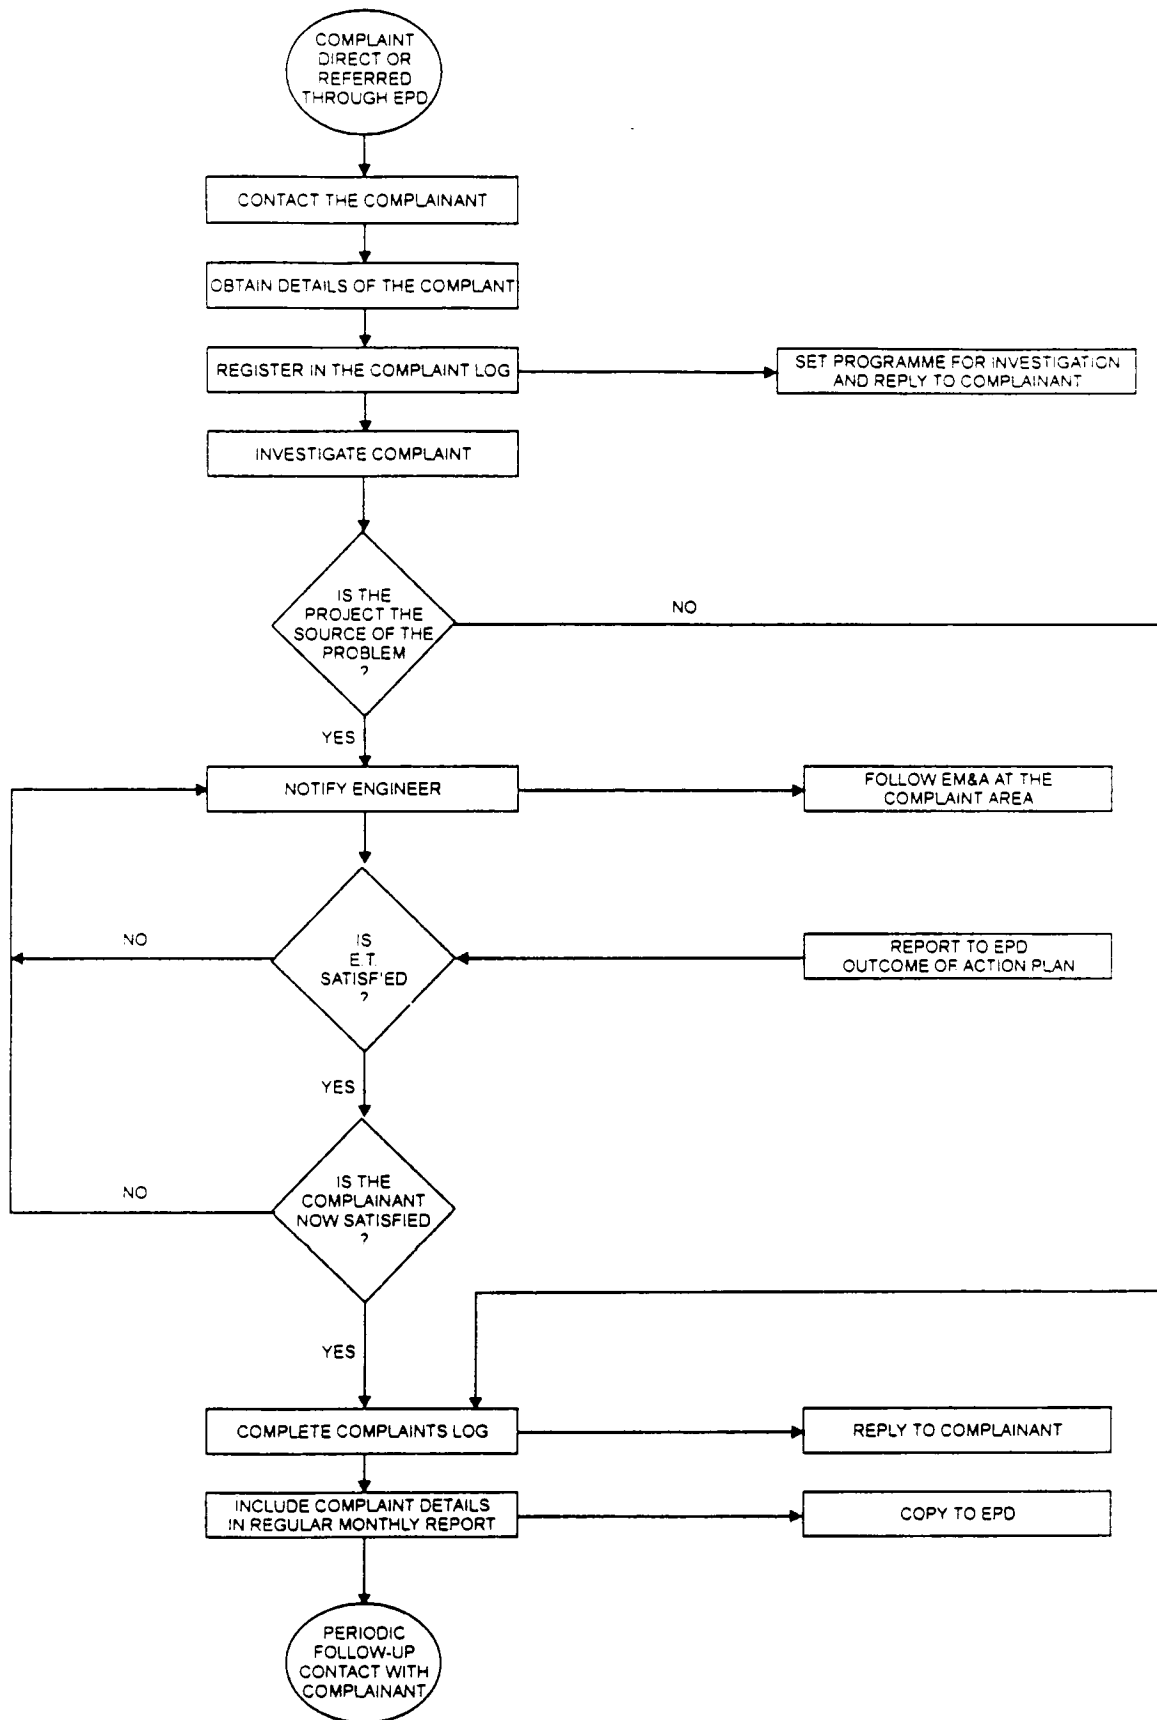 COMPLAINT
DIRECT OR
REFERRED
THROUGH EPD
CONTACT THE COMPLAINANT
OBTAIN DETAILS OF THE COMPLANT
REGISTER IN THE COMPLAINT LOG
SET PROGRAMME FOR INVESTIGATION
AND REPLY TO COMPLAINANT
INVESTIGATE COMPLAINT
IS THE
PROJECT THE
SOURCE OF THE
PROBLEM
?
NO
YES
NOTIFY ENGINEER
FOLLOW EM&A AT THE
COMPLAINT AREA
NO
IS
E.T.
SATISFIED
?
REPORT TO EPD
OUTCOME OF ACTION PLAN
YES
NO
IS THE
COMPLAINANT
NOW SATISFIED
?
YES
COMPLETE COMPLAINTS LOG
REPLY TO COMPLAINANT
INCLUDE COMPLAINT DETAILS
IN REGULAR MONTHLY REPORT
COPY TO EPD
PERIODIC
FOLLOW-UP
CONTACT WITH
COMPLAINANT